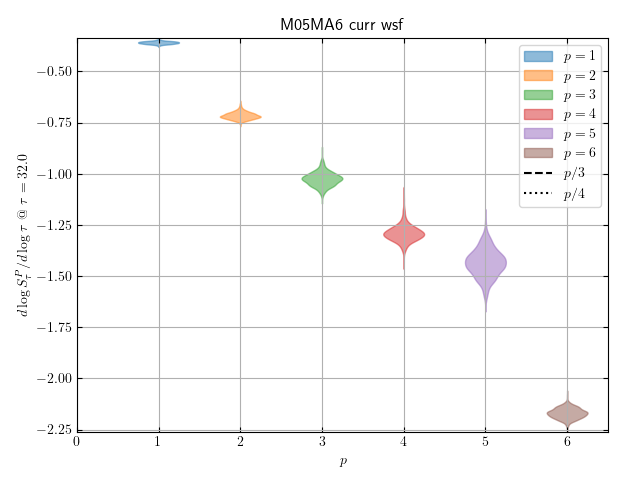 M05MA6 curr wsf
d log S_τ^P / d log τ @ τ = 32.0
−0.50
−0.75
−1.00
−1.25
−1.50
−1.75
−2.00
−2.25
p = 1
p = 2
p = 3
p = 4
p = 5
p = 6
p/3
p/4
0 1 2 3 4 5 6
p